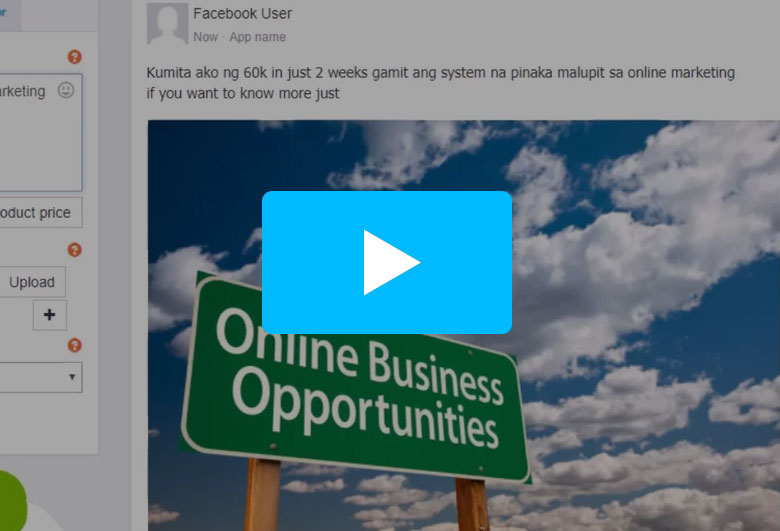 er
Facebook User
Now · App name
rketing
Kumita ako ng 60k in just 2 weeks gamit ang system na pinaka malupit sa online marketing
if you want to know more just
oduct price
Upload
Online Business
Opportunities